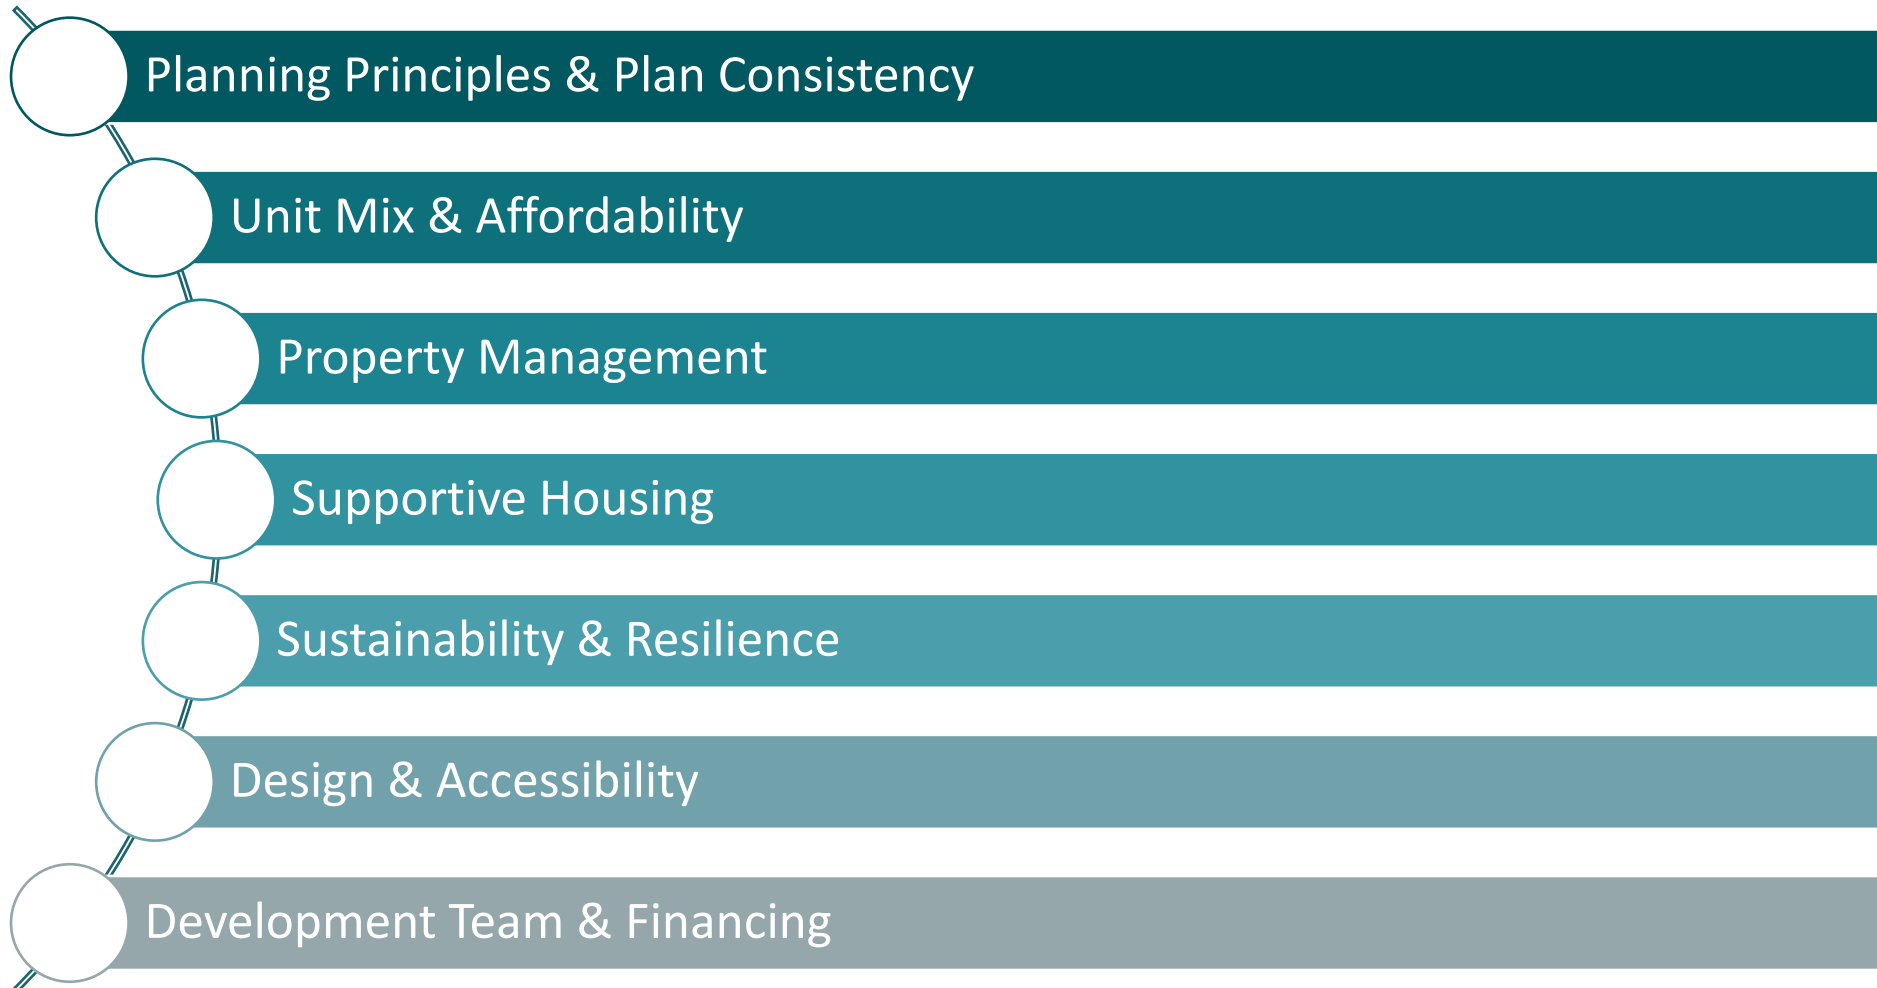 Planning Principles & Plan Consistency
Unit Mix & Affordability
Property Management
Supportive Housing
Sustainability & Resilience
Design & Accessibility
Development Team & Financing